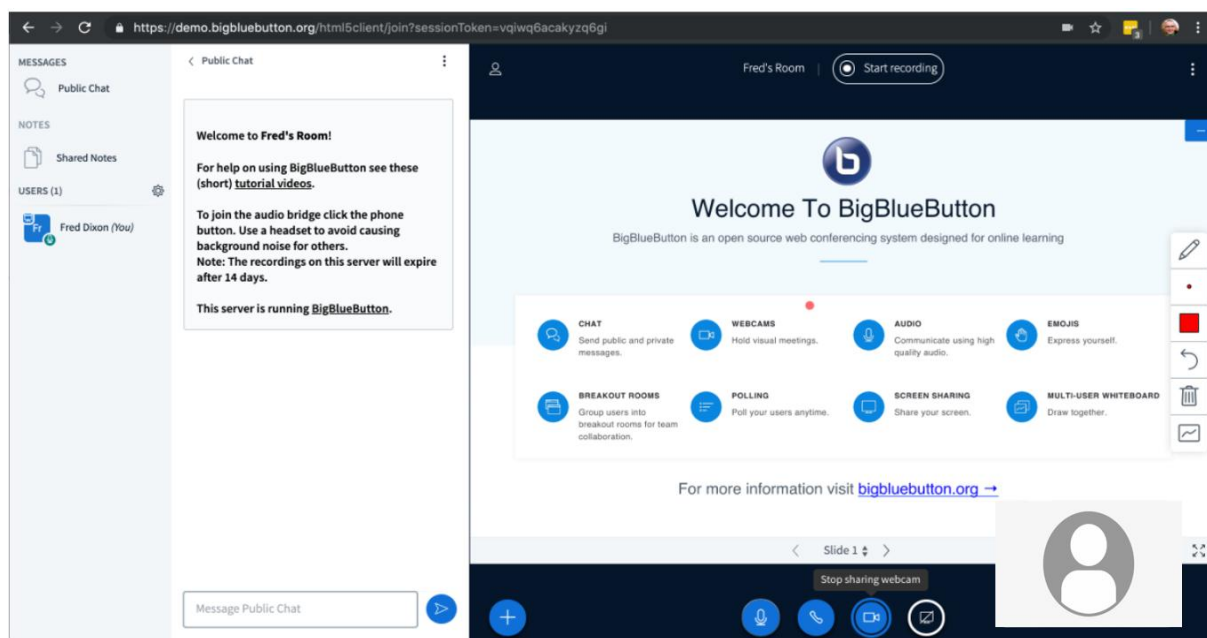 https://demo.bigbluebutton.org/html5client/join?sessionToken=vqiwq6acakyzq6gi
3
MESSAGES
Public Chat
NOTES
Shared Notes
USERS (1)
Fr
Fred Dixon (You)
Public Chat
Welcome to Fred's Room!
For help on using BigBlueButton see these
(short) tutorial videos.
To join the audio bridge click the phone
button. Use a headset to avoid causing
background noise for others.
Note: The recordings on this server will expire
after 14 days.
This server is running BigBlueButton.
Message Public Chat
Fred's Room | Start recording
b
Welcome To BigBlueButton
BigBlueButton is an open source web conferencing system designed for online learning
CHAT
Send public and private
messages.
WEBCAMS
Hold visual meetings.
AUDIO
Communicate using high
quality audio.
EMOJIS
Express yourself.
BREAKOUT ROOMS
Group users into
breakout rooms for team
collaboration.
POLLING
Poll your users anytime.
SCREEN SHARING
Share your screen.
MULTI-USER WHITEBOARD
Draw together.
For more information visit bigbluebutton.org →
Slide 1
Stop sharing webcam